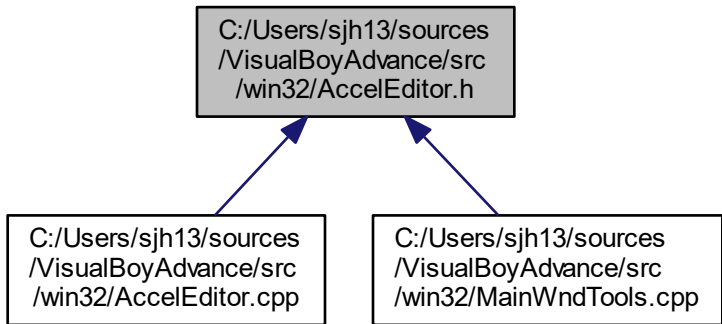 C:/Users/sjh13/sources
/VisualBoyAdvance/src
/win32/AccelEditor.h
C:/Users/sjh13/sources
/VisualBoyAdvance/src
/win32/AccelEditor.cpp
C:/Users/sjh13/sources
/VisualBoyAdvance/src
/win32/MainWndTools.cpp